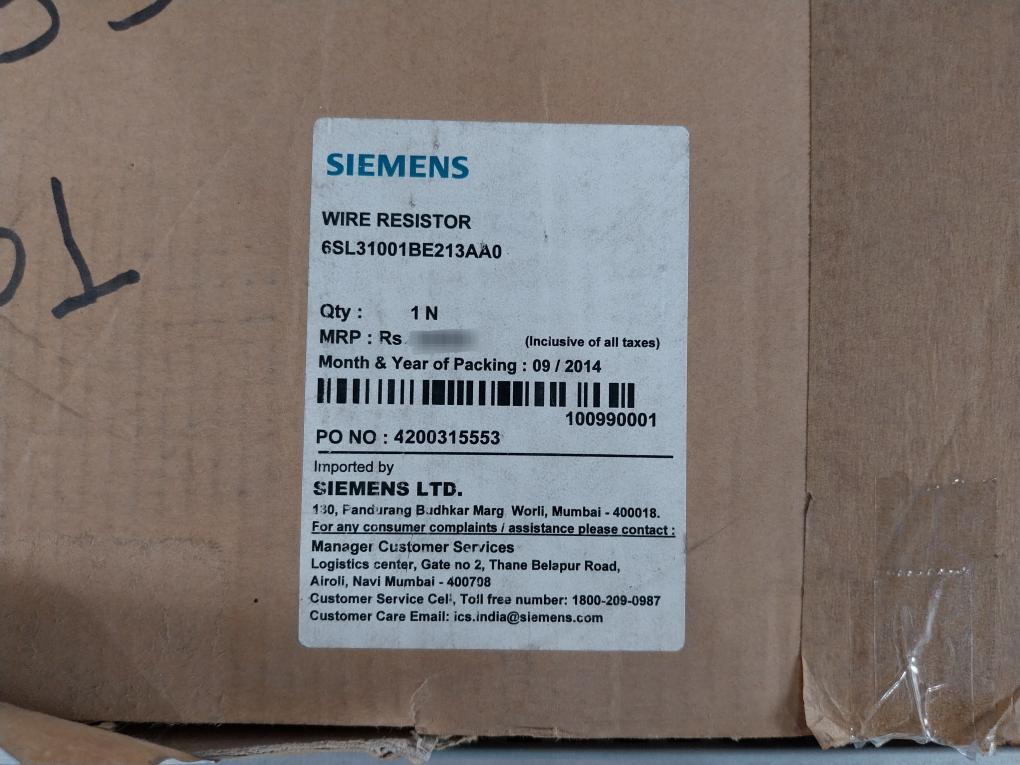 SIEMENS
WIRE RESISTOR
6SL31001BE213AA0
Qty : 1 N
MRP : Rs (Inclusive of all taxes)
Month & Year of Packing : 09 / 2014
100990001
PO NO : 4200315553
Imported by
SIEMENS LTD.
130, Pandurang Budhkar Marg Worli, Mumbai - 400018.
For any consumer complaints / assistance please contact :
Manager Customer Services
Logistics center, Gate no 2, Thane Belapur Road,
Airoli, Navi Mumbai - 400708
Customer Service Cell, Toll free number: 1800-209-0987
Customer Care Email: ics.india@siemens.com